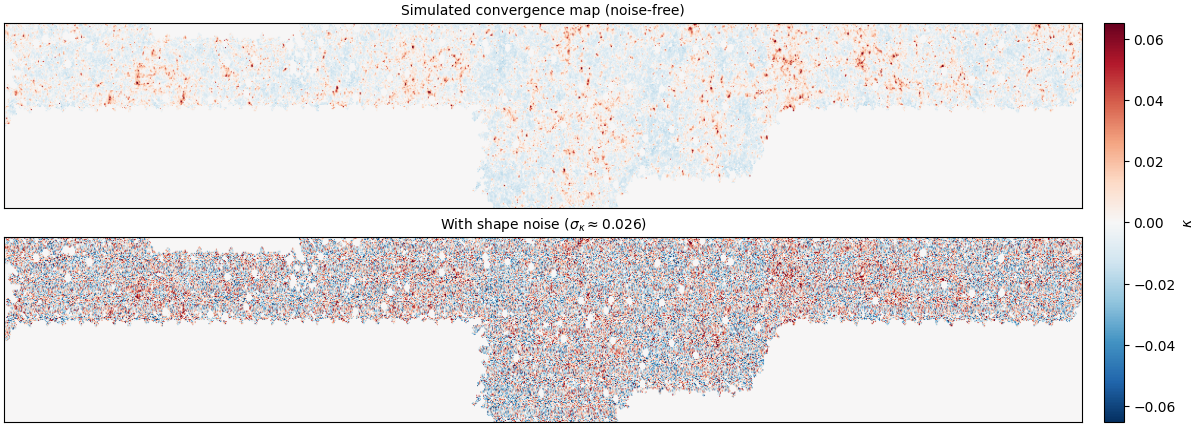 Simulated convergence map (noise-free)
With shape noise (σκ ≈ 0.026)
0.06
0.04
0.02
0.00
−0.02
−0.04
−0.06
κ